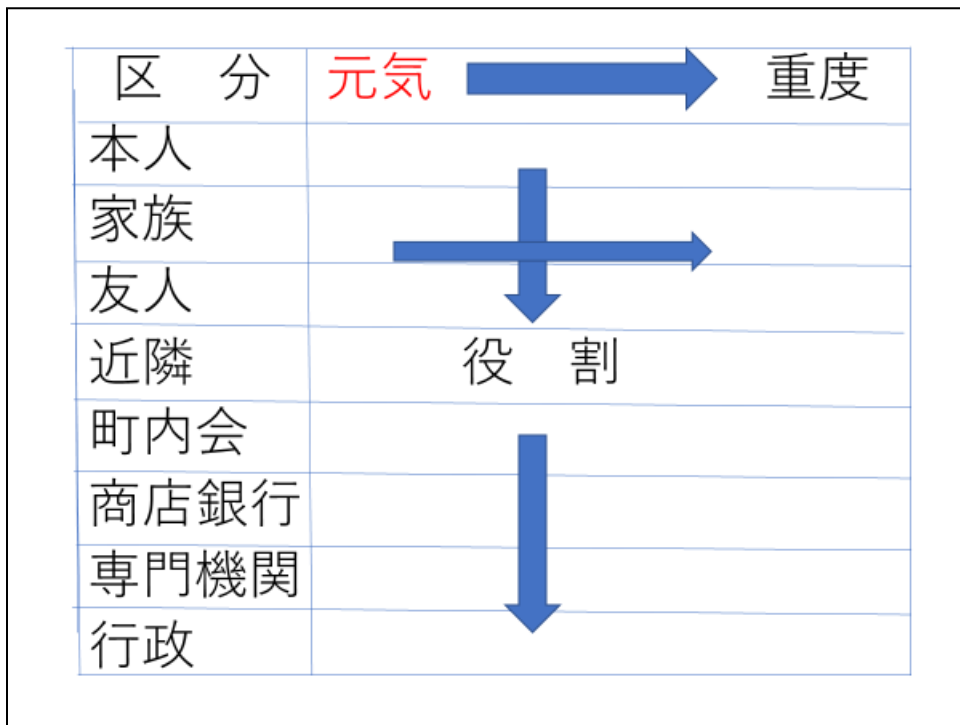 区　分 元気 重度
本人
家族
友人
近隣 役　割
町内会
商店銀行
専門機関
行政